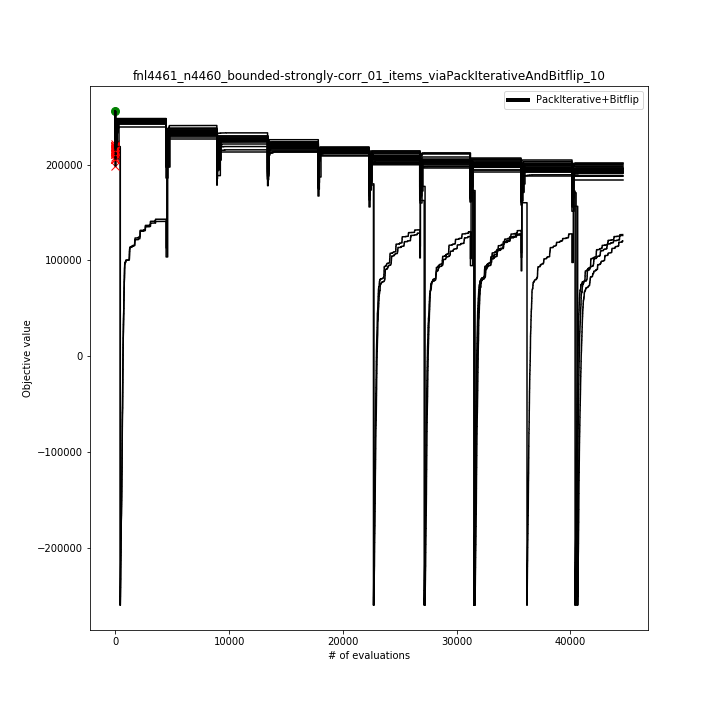 fnl4461_n4460_bounded-strongly-corr_01_items_viaPackIterativeAndBitflip_10
PackIterative+Bitflip
200000
100000
0
−100000
−200000
Objective value
0 10000 20000 30000 40000
# of evaluations